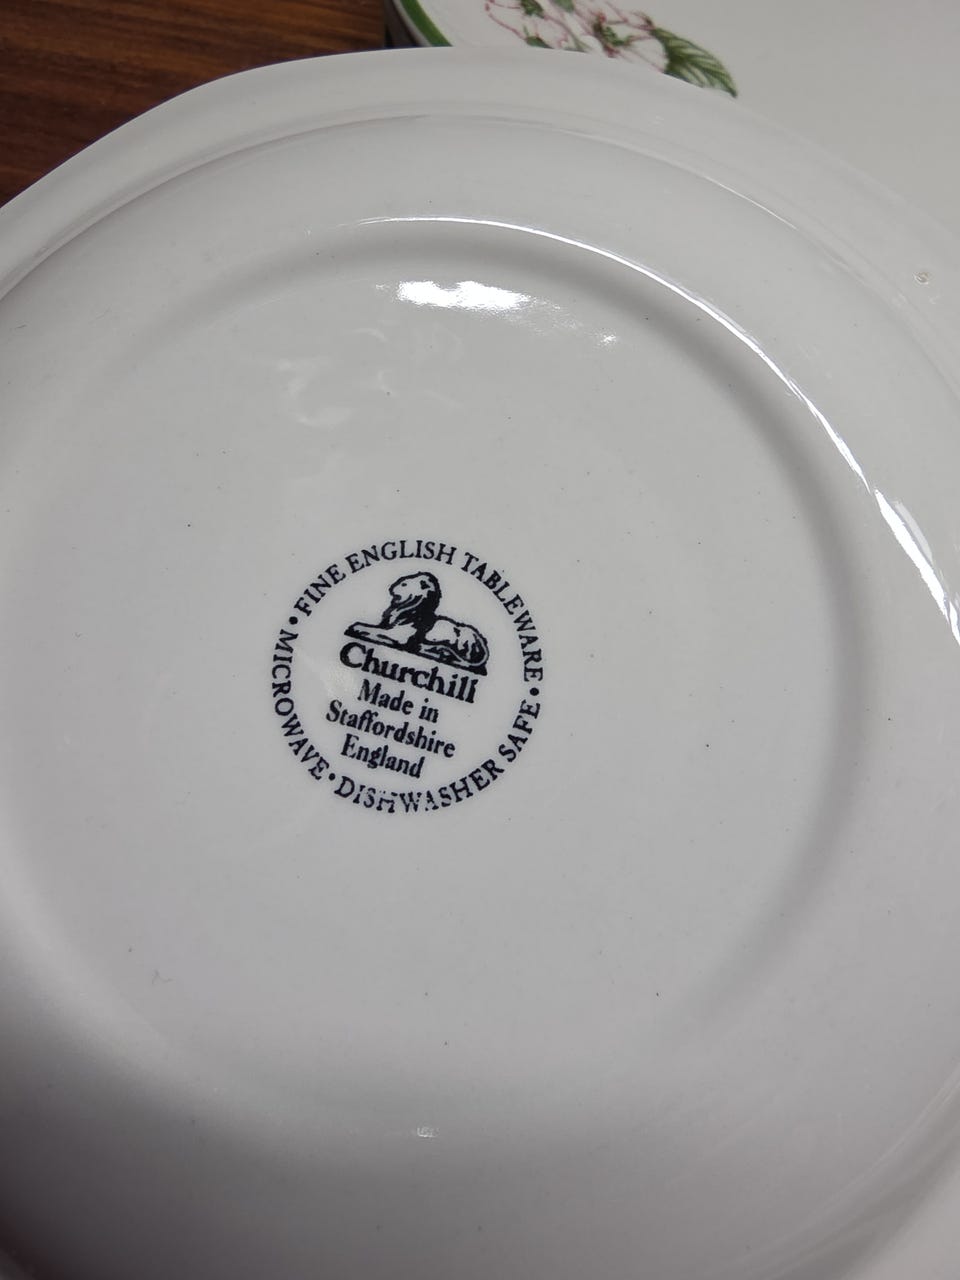 FINE ENGLISH TABLEWARE •
Churchill
Made in
Staffordshire
England
MICROWAVE • DISHWASHER SAFE •